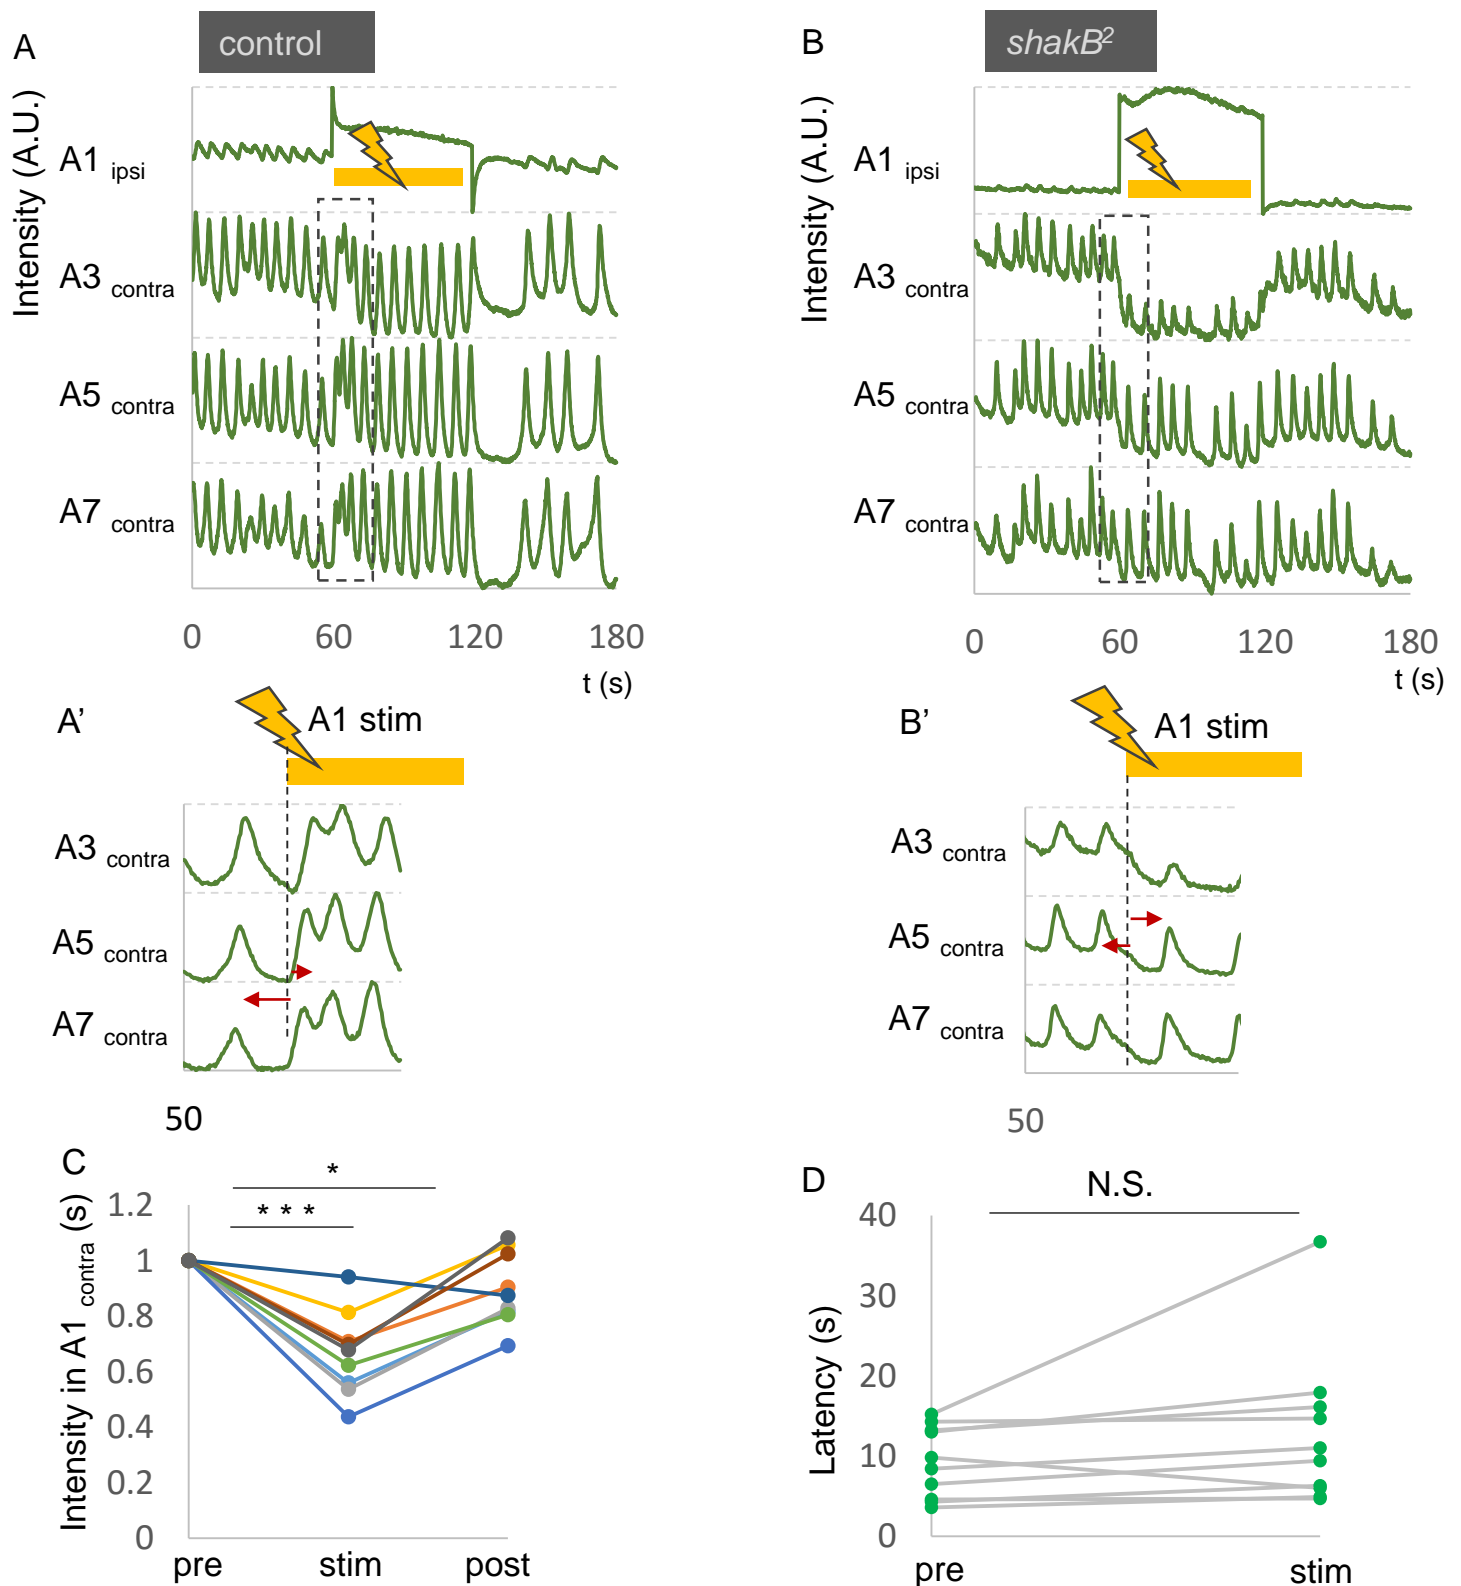 A
control
Intensity (A.U.)
A1 ipsi
A3 contra
A5 contra
A7 contra
0 60 120 180
t (s)
B
shakB2
Intensity (A.U.)
A1 ipsi
A3 contra
A5 contra
A7 contra
0 60 120 180
t (s)
A’
A1 stim
A3 contra
A5 contra
A7 contra
50
B’
A1 stim
A3 contra
A5 contra
A7 contra
50
C
*
* * *
Intensity in A1 contra (s)
1.2
1
0.8
0.6
0.4
0.2
0
pre stim post
D
N.S.
Latency (s)
40
30
20
10
0
pre stim